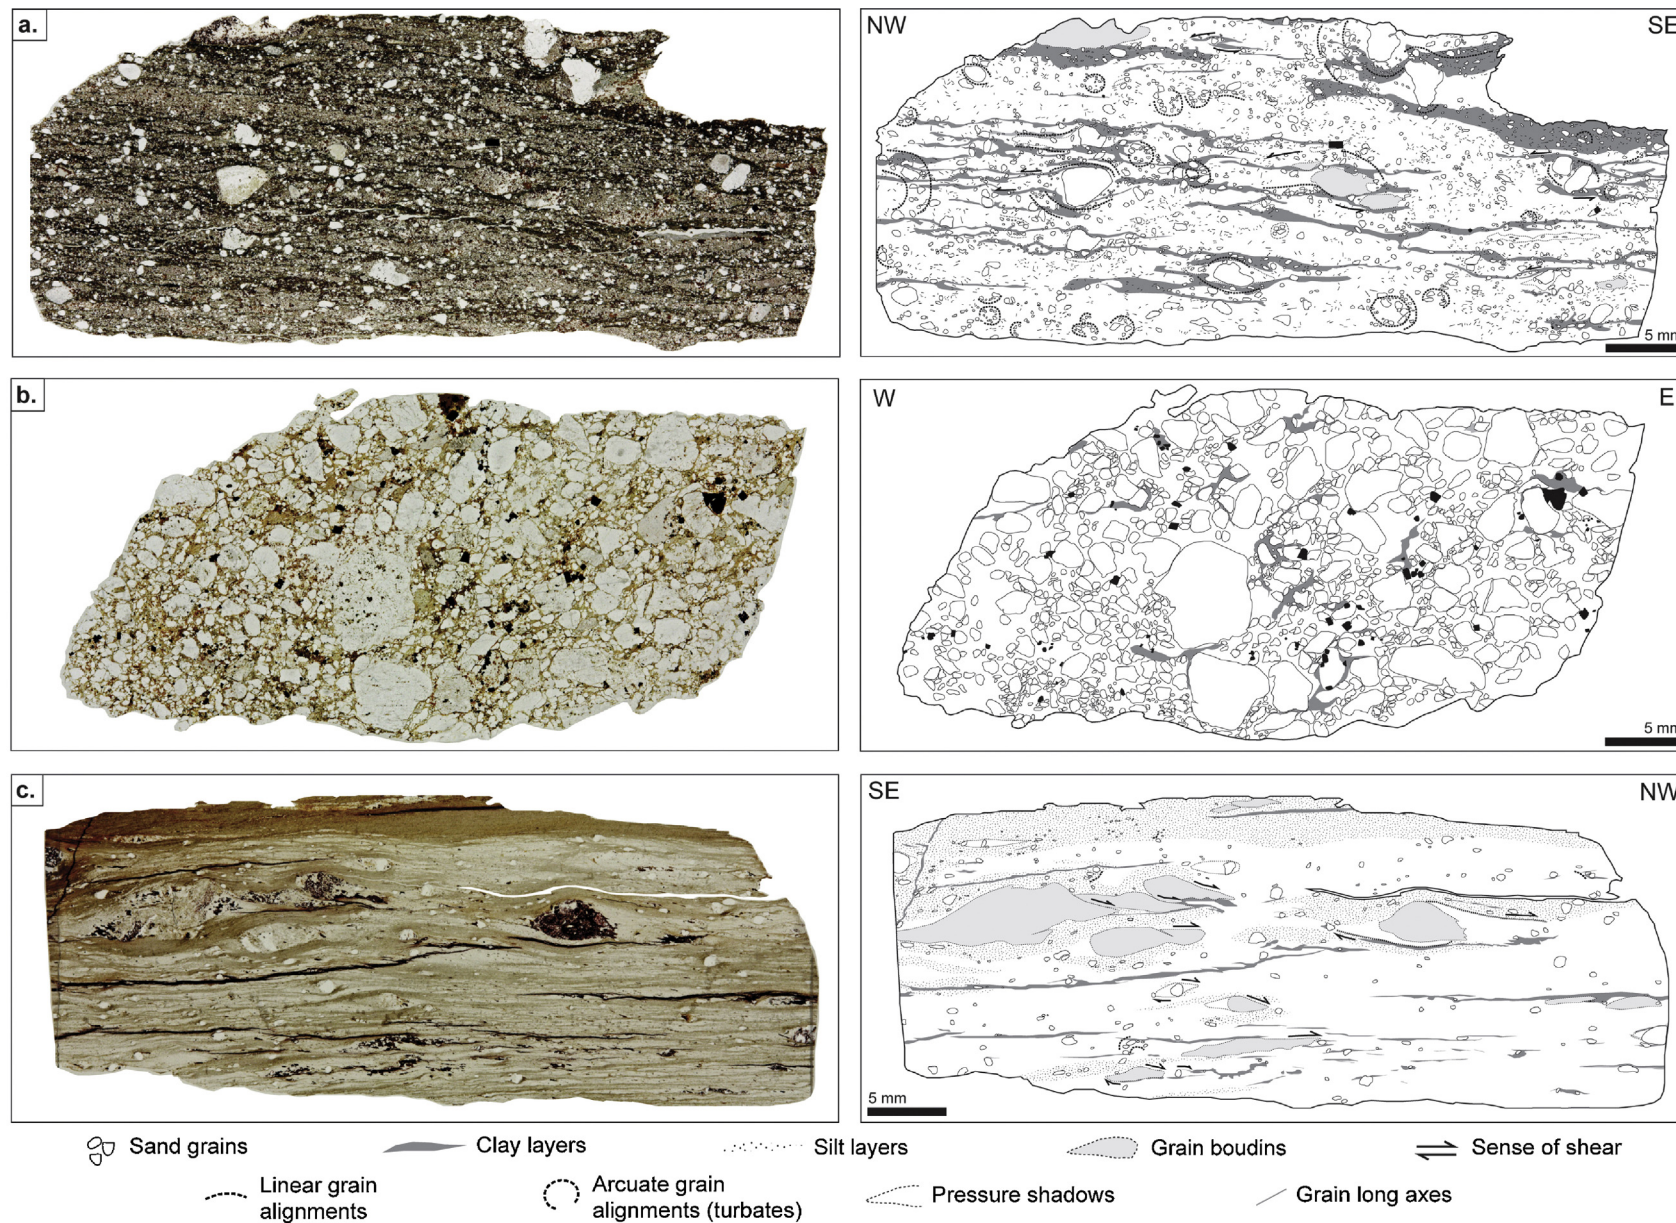 a.
NW
SE
5 mm
b.
W
E
5 mm
c.
SE
NW
5 mm
Sand grains
Clay layers
Silt layers
Grain boudins
Sense of shear
Linear grain
alignments
Arcuate grain
alignments (turbates)
Pressure shadows
Grain long axes